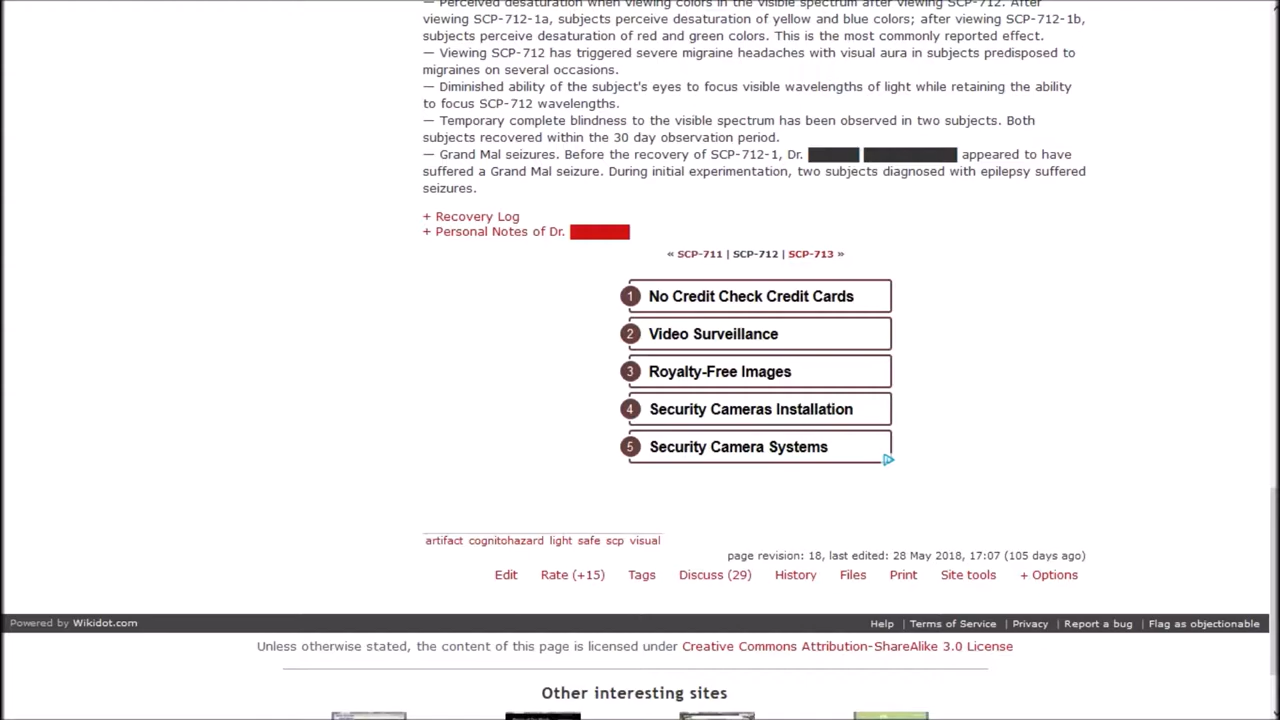 — Perceived desaturation when viewing colors in the visible spectrum after viewing SCP-712. After
viewing SCP-712-1a, subjects perceive desaturation of yellow and blue colors; after viewing SCP-712-1b,
subjects perceive desaturation of red and green colors. This is the most commonly reported effect.
— Viewing SCP-712 has triggered severe migraine headaches with visual aura in subjects predisposed to
migraines on several occasions.
— Diminished ability of the subject's eyes to focus visible wavelengths of light while retaining the ability
to focus SCP-712 wavelengths.
— Temporary complete blindness to the visible spectrum has been observed in two subjects. Both
subjects recovered within the 30 day observation period.
— Grand Mal seizures. Before the recovery of SCP-712-1, Dr. appeared to have
suffered a Grand Mal seizure. During initial experimentation, two subjects diagnosed with epilepsy suffered
seizures.
+ Recovery Log
+ Personal Notes of Dr.
« SCP-711 | SCP-712 | SCP-713 »
1 No Credit Check Credit Cards
2 Video Surveillance
3 Royalty-Free Images
4 Security Cameras Installation
5 Security Camera Systems
artifact cognitohazard light safe scp visual
page revision: 18, last edited: 28 May 2018, 17:07 (105 days ago)
Edit Rate (+15) Tags Discuss (29) History Files Print Site tools + Options
Powered by Wikidot.com Help | Terms of Service | Privacy | Report a bug | Flag as objectionable
Unless otherwise stated, the content of this page is licensed under Creative Commons Attribution-ShareAlike 3.0 License
Other interesting sites